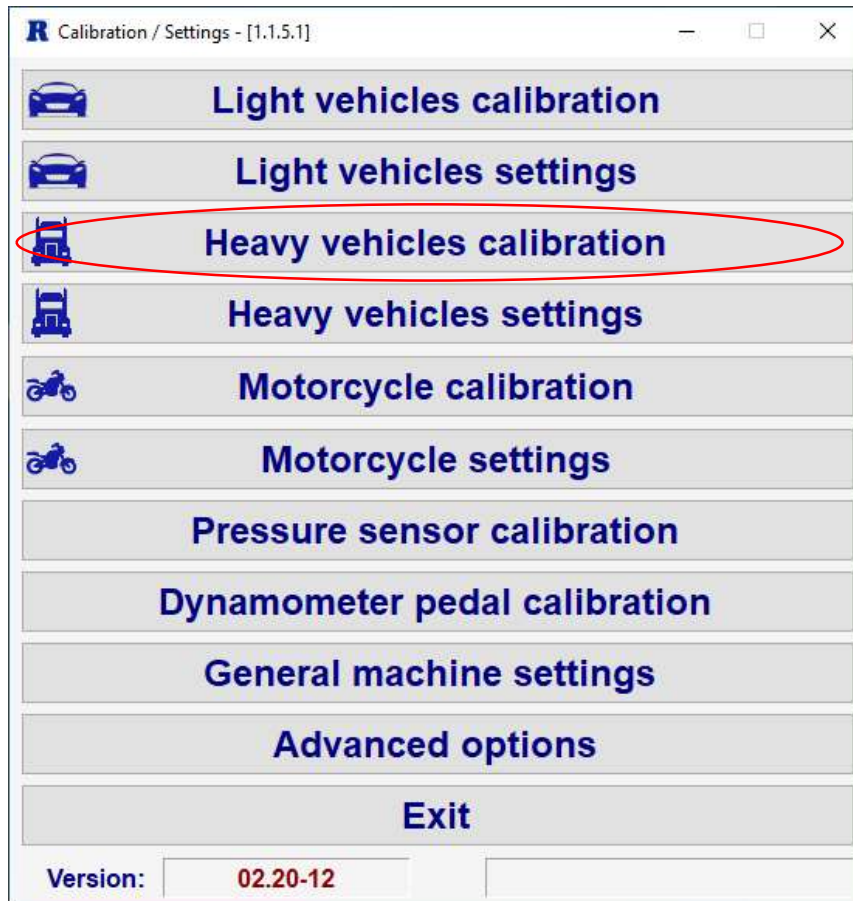 R Calibration / Settings - [1.1.5.1]
Light vehicles calibration
Light vehicles settings
Heavy vehicles calibration
Heavy vehicles settings
Motorcycle calibration
Motorcycle settings
Pressure sensor calibration
Dynamometer pedal calibration
General machine settings
Advanced options
Exit
Version: 02.20-12